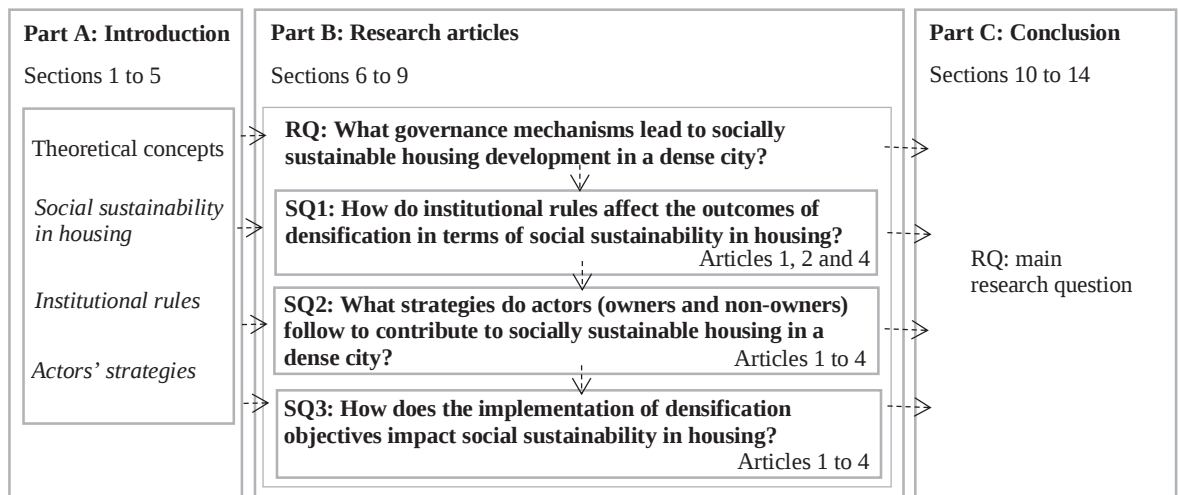 Part A: Introduction
Sections 1 to 5
Theoretical concepts
Social sustainability
in housing
Institutional rules
Actors’ strategies
Part B: Research articles
Sections 6 to 9
RQ: What governance mechanisms lead to socially
sustainable housing development in a dense city?
SQ1: How do institutional rules affect the outcomes of
densification in terms of social sustainability in housing?
Articles 1, 2 and 4
SQ2: What strategies do actors (owners and non-owners)
follow to contribute to socially sustainable housing in a
dense city?
Articles 1 to 4
SQ3: How does the implementation of densification
objectives impact social sustainability in housing?
Articles 1 to 4
Part C: Conclusion
Sections 10 to 14
RQ: main
research question